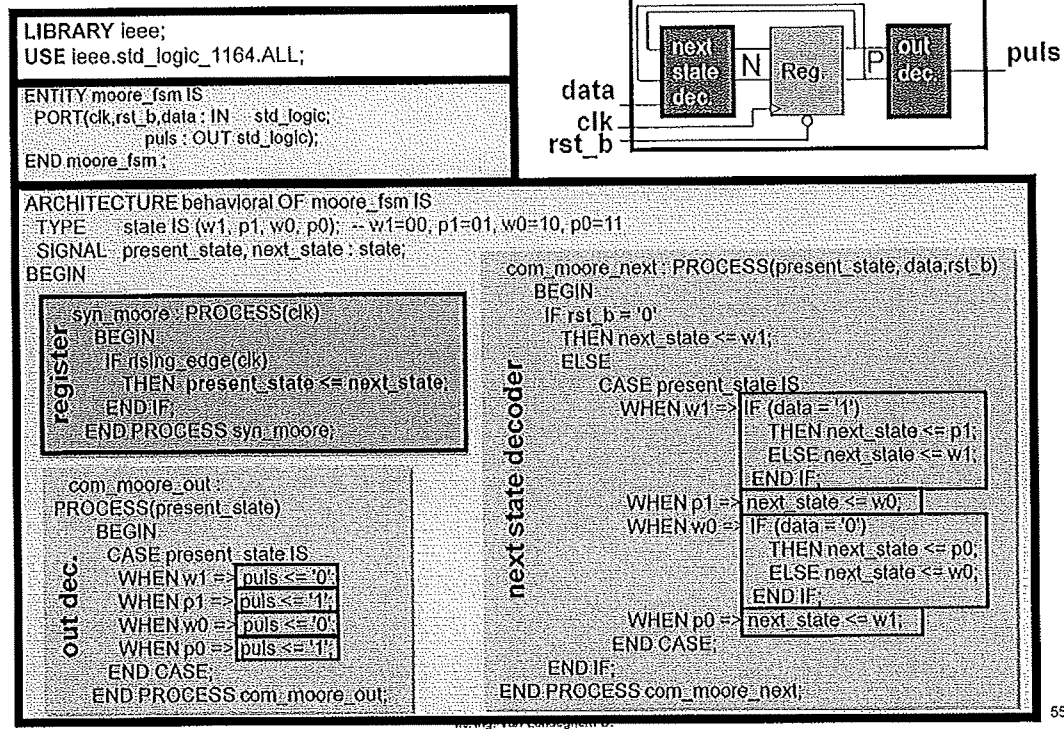 LIBRARY ieee;
USE ieee.std_logic_1164.ALL;
ENTITY moore_fsm IS
PORT(clk,rst_b,data : IN std_logic;
puls : OUT std_logic);
END moore_fsm ;
next
state
dec.
N
Reg.
P
out
dec.
puls
data
clk
rst_b
ARCHITECTURE behavioral OF moore_fsm IS
TYPE state IS (w1, p1, w0, p0); -- w1=00, p1=01, w0=10, p0=11
SIGNAL present_state, next_state : state;
BEGIN
register
syn_moore : PROCESS(clk)
BEGIN
IF rising_edge(clk)
THEN present_state <= next_state;
END IF;
END PROCESS syn_moore;
out dec.
com_moore_out :
PROCESS(present_state)
BEGIN
CASE present_state IS
WHEN w1 => puls <= '0';
WHEN p1 => puls <= '1';
WHEN w0 => puls <= '0';
WHEN p0 => puls <= '1';
END CASE;
END PROCESS com_moore_out;
next state decoder
com_moore_next : PROCESS(present_state, data,rst_b)
BEGIN
IF rst_b = '0'
THEN next_state <= w1;
ELSE
CASE present_state IS
WHEN w1 => IF (data = '1')
THEN next_state <= p1;
ELSE next_state <= w1;
END IF;
WHEN p1 => next_state <= w0;
WHEN w0 => IF (data = '0')
THEN next_state <= p0;
ELSE next_state <= w0;
END IF;
WHEN p0 => next_state <= w1;
END CASE;
END IF;
END PROCESS com_moore_next;
55